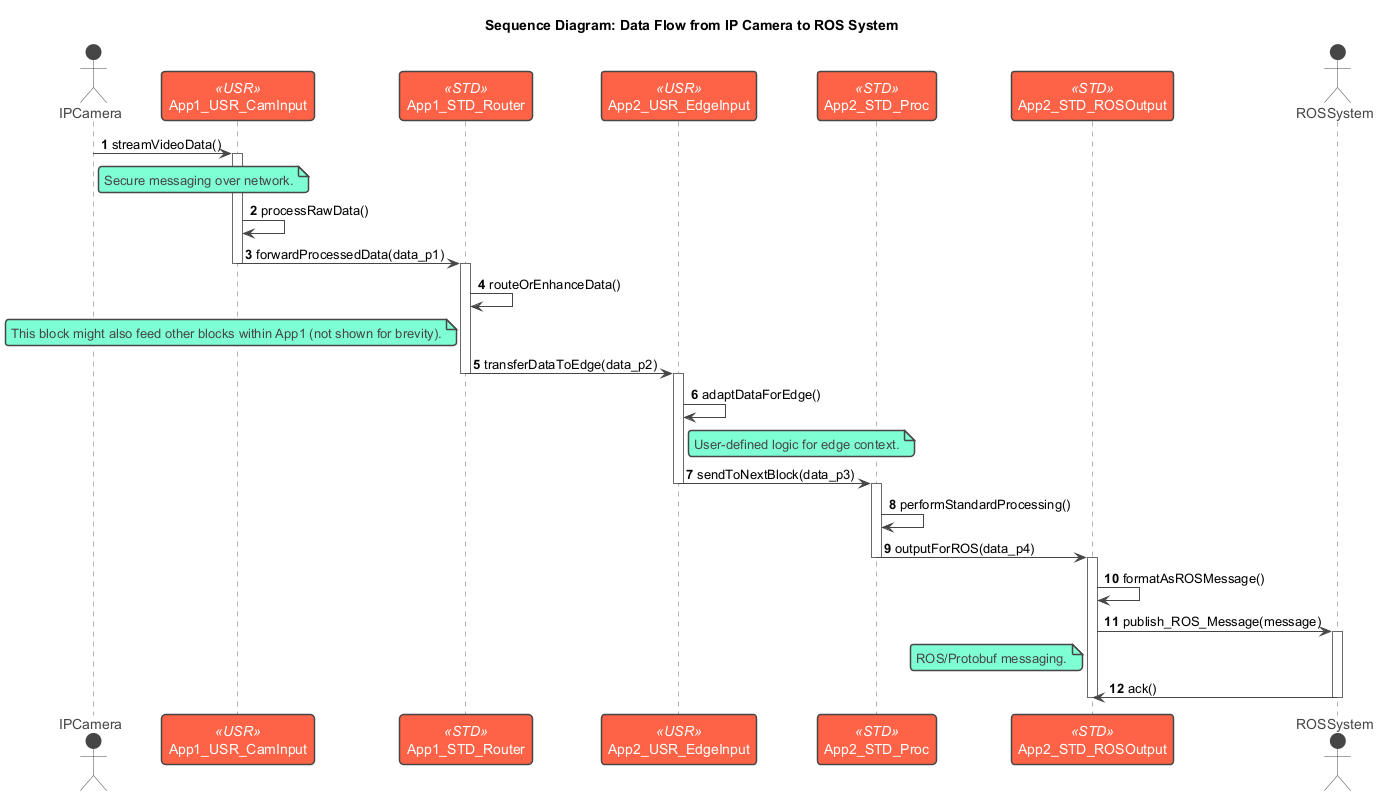 Sequence Diagram: Data Flow from IP Camera to ROS System
IPCamera
«USR»
App1_USR_CamInput
«STD»
App1_STD_Router
«USR»
App2_USR_EdgeInput
«STD»
App2_STD_Proc
«STD»
App2_STD_ROSOutput
ROSSystem
1 streamVideoData()
Secure messaging over network.
2 processRawData()
3 forwardProcessedData(data_p1)
4 routeOrEnhanceData()
This block might also feed other blocks within App1 (not shown for brevity).
5 transferDataToEdge(data_p2)
6 adaptDataForEdge()
User-defined logic for edge context.
7 sendToNextBlock(data_p3)
8 performStandardProcessing()
9 outputForROS(data_p4)
10 formatAsROSMessage()
11 publish_ROS_Message(message)
ROS/Protobuf messaging.
12 ack()
IPCamera
«USR»
App1_USR_CamInput
«STD»
App1_STD_Router
«USR»
App2_USR_EdgeInput
«STD»
App2_STD_Proc
«STD»
App2_STD_ROSOutput
ROSSystem